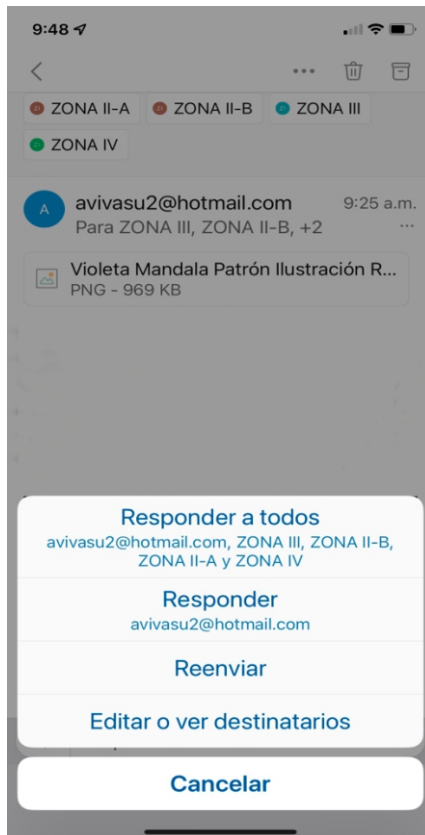 9:48
ZONA II-A ZONA II-B ZONA III
ZONA IV
A avivasu2@hotmail.com 9:25 a.m.
Para ZONA III, ZONA II-B, +2 ...
Violeta Mandala Patrón Ilustración R...
PNG - 969 KB
Responder a todos
avivasu2@hotmail.com, ZONA III, ZONA II-B,
ZONA II-A y ZONA IV
Responder
avivasu2@hotmail.com
Reenviar
Editar o ver destinatarios
Cancelar